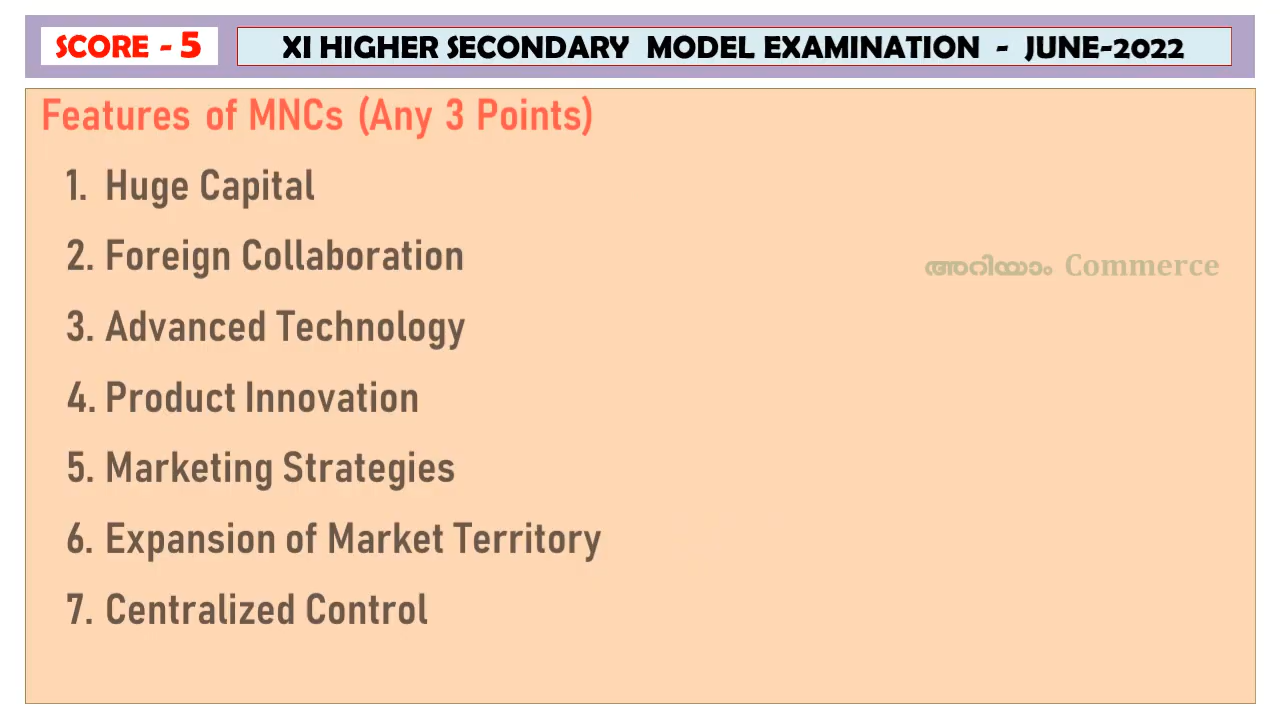 SCORE - 5
XI HIGHER SECONDARY MODEL EXAMINATION - JUNE-2022
Features of MNCs (Any 3 Points)
1. Huge Capital
2. Foreign Collaboration
അറിയാം Commerce
3. Advanced Technology
4. Product Innovation
5. Marketing Strategies
6. Expansion of Market Territory
7. Centralized Control